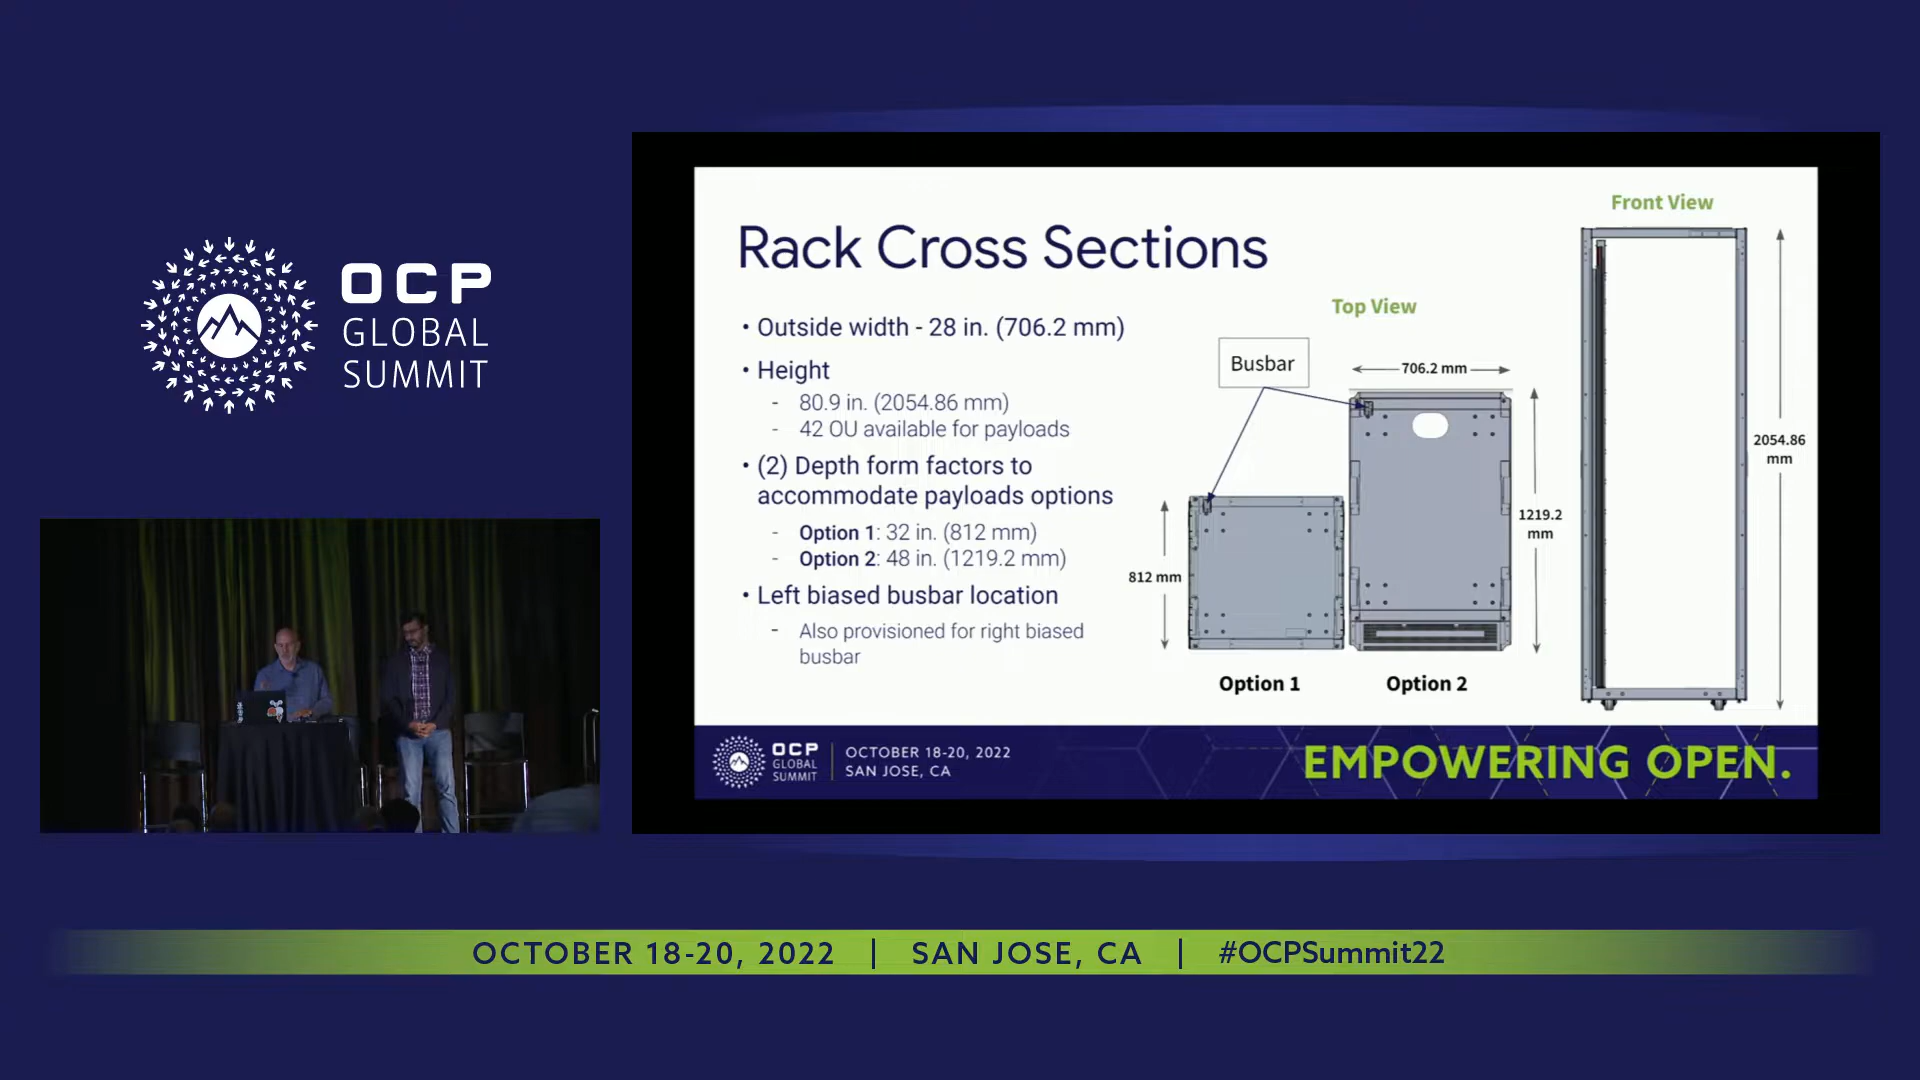 OCP
GLOBAL
SUMMIT
Rack Cross Sections
• Outside width - 28 in. (706.2 mm)
• Height
- 80.9 in. (2054.86 mm)
- 42 OU available for payloads
• (2) Depth form factors to
accommodate payloads options
- Option 1: 32 in. (812 mm)
- Option 2: 48 in. (1219.2 mm)
• Left biased busbar location
- Also provisioned for right biased
busbar
Top View
Busbar
706.2 mm
812 mm
1219.2
mm
Option 1
Option 2
Front View
2054.86
mm
OCP
GLOBAL
SUMMIT
OCTOBER 18-20, 2022
SAN JOSE, CA
EMPOWERING OPEN.
OCTOBER 18-20, 2022 | SAN JOSE, CA | #OCPSummit22